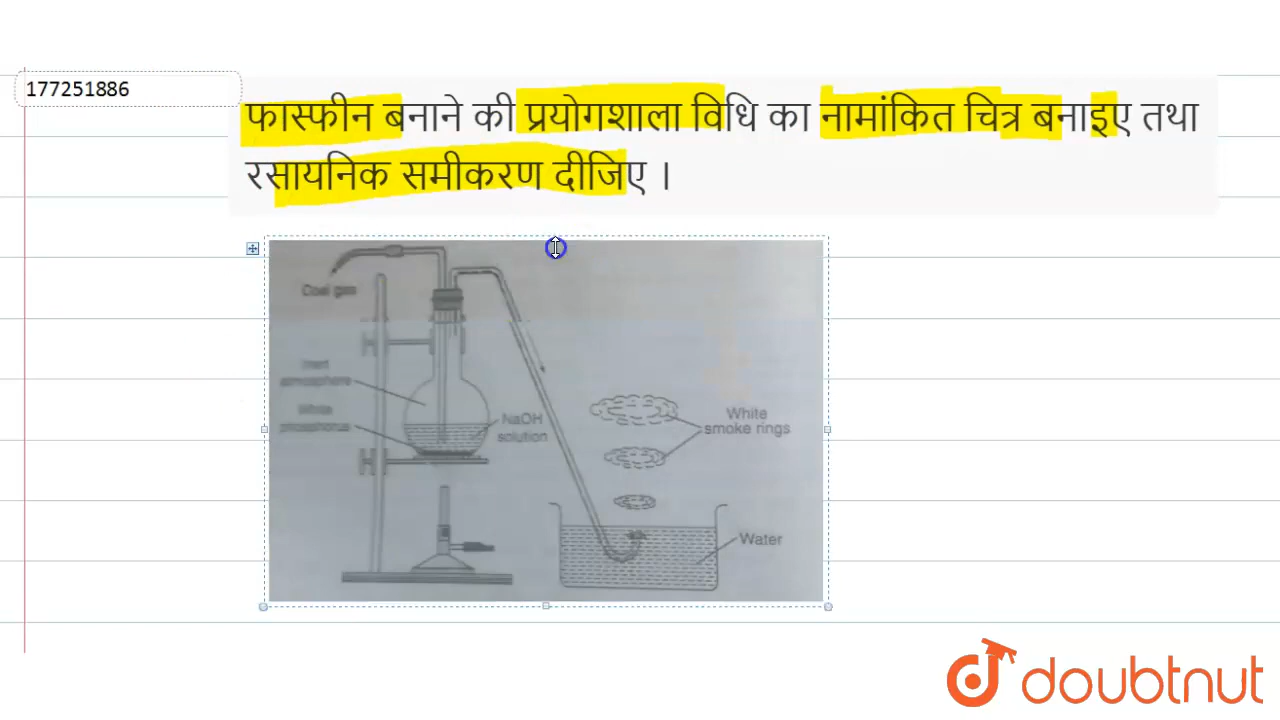 177251886
फास्फीन बनाने की प्रयोगशाला विधि का नामांकित चित्र बनाइए तथा
रसायनिक समीकरण दीजिए ।
Coal gas
Inert
atmosphere
White
phosphorus
NaOH
solution
White
smoke rings
Water
doubtnut